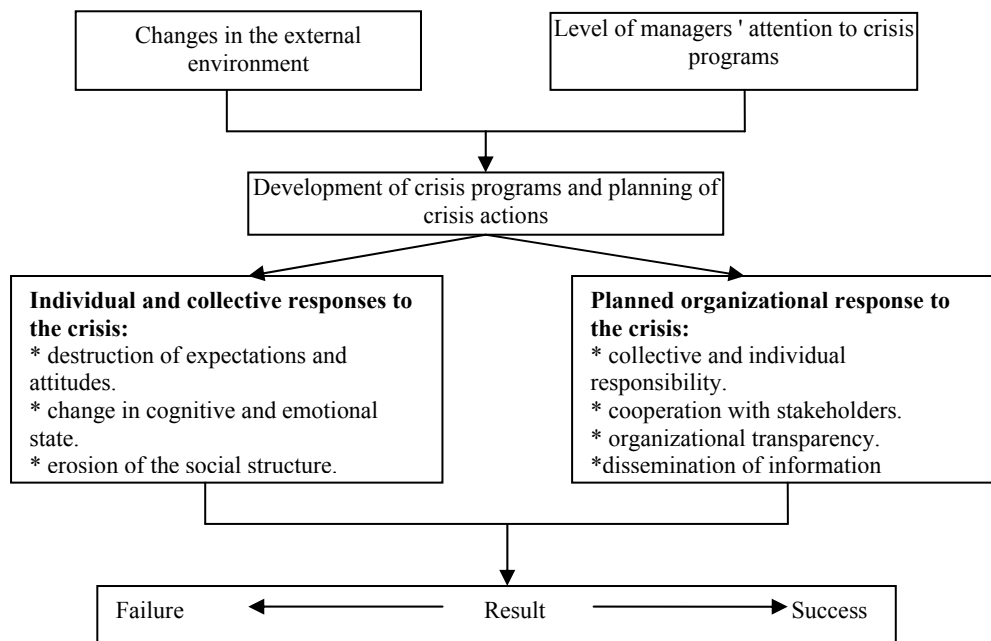 Changes in the external
environment
Level of managers ' attention to crisis
programs
Development of crisis programs and planning of
crisis actions
Individual and collective responses to
the crisis:
* destruction of expectations and
attitudes.
* change in cognitive and emotional
state.
* erosion of the social structure.
Planned organizational response to
the crisis:
* collective and individual
responsibility.
* cooperation with stakeholders.
* organizational transparency.
*dissemination of information
Failure Result Success